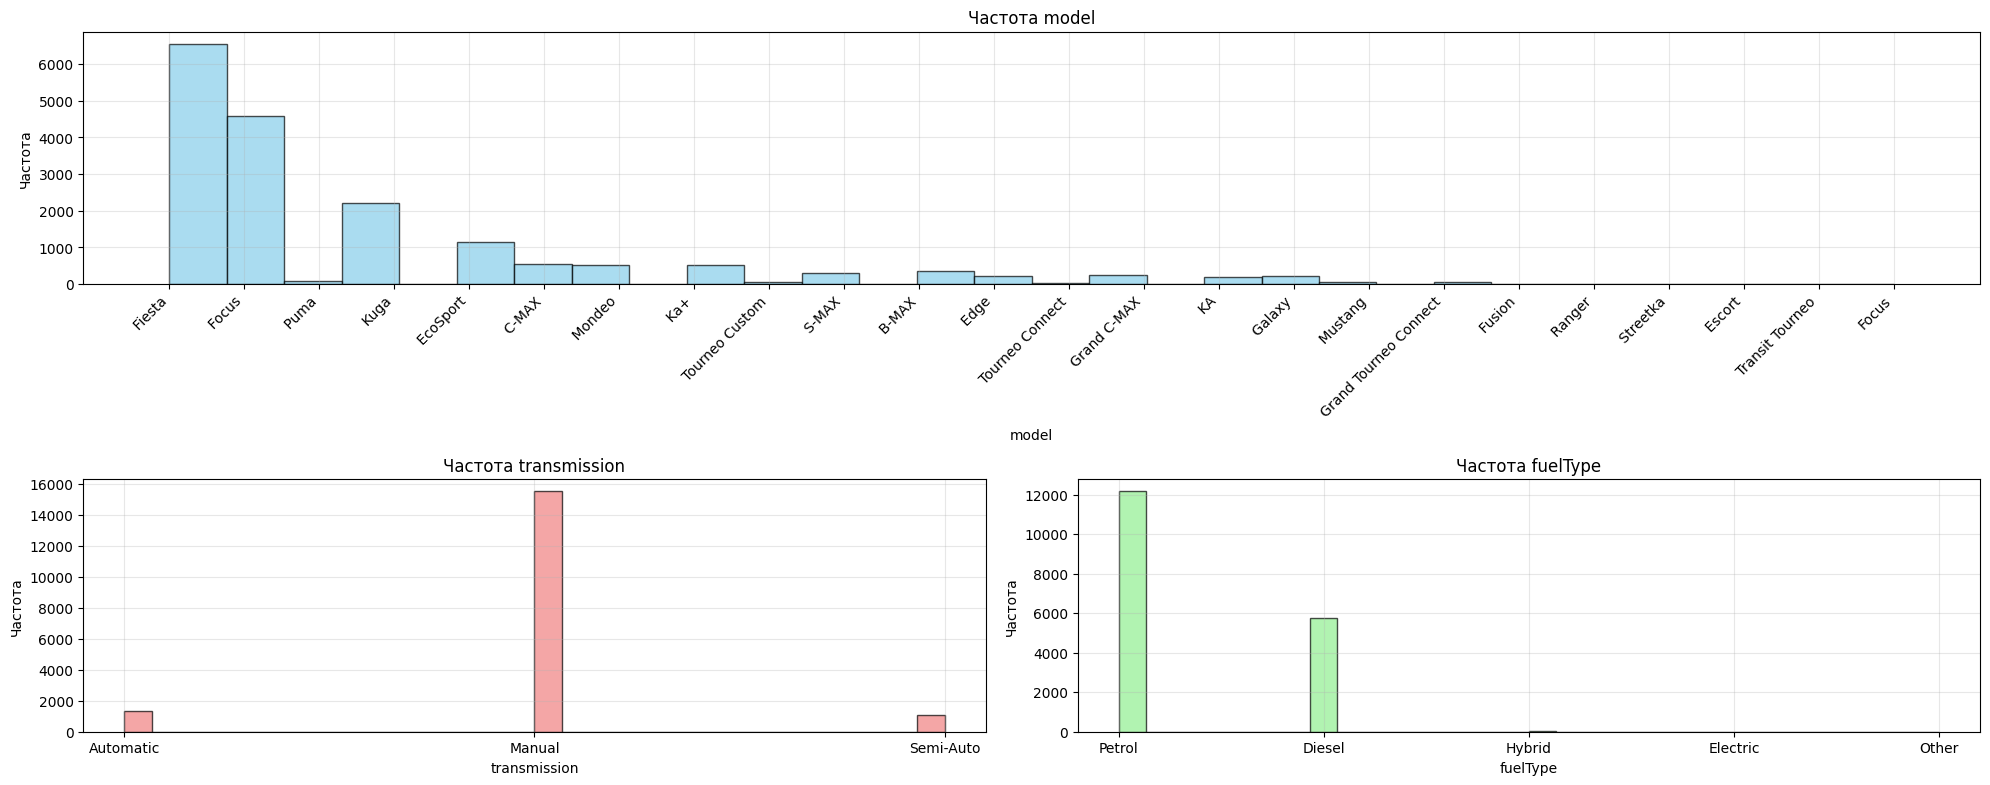 Частота model
Частота
6000
5000
4000
3000
2000
1000
0
Fiesta
Focus
Puma
Kuga
EcoSport
C-MAX
Mondeo
Ka+
Tourneo Custom
S-MAX
B-MAX
Edge
Tourneo Connect
Grand C-MAX
KA
Galaxy
Mustang
Grand Tourneo Connect
Fusion
Ranger
Streetka
Escort
Transit Tourneo
Focus
model
Частота transmission
Частота
16000
14000
12000
10000
8000
6000
4000
2000
0
Automatic
Manual
Semi-Auto
transmission
Частота fuelType
Частота
12000
10000
8000
6000
4000
2000
0
Petrol
Diesel
Hybrid
Electric
Other
fuelType